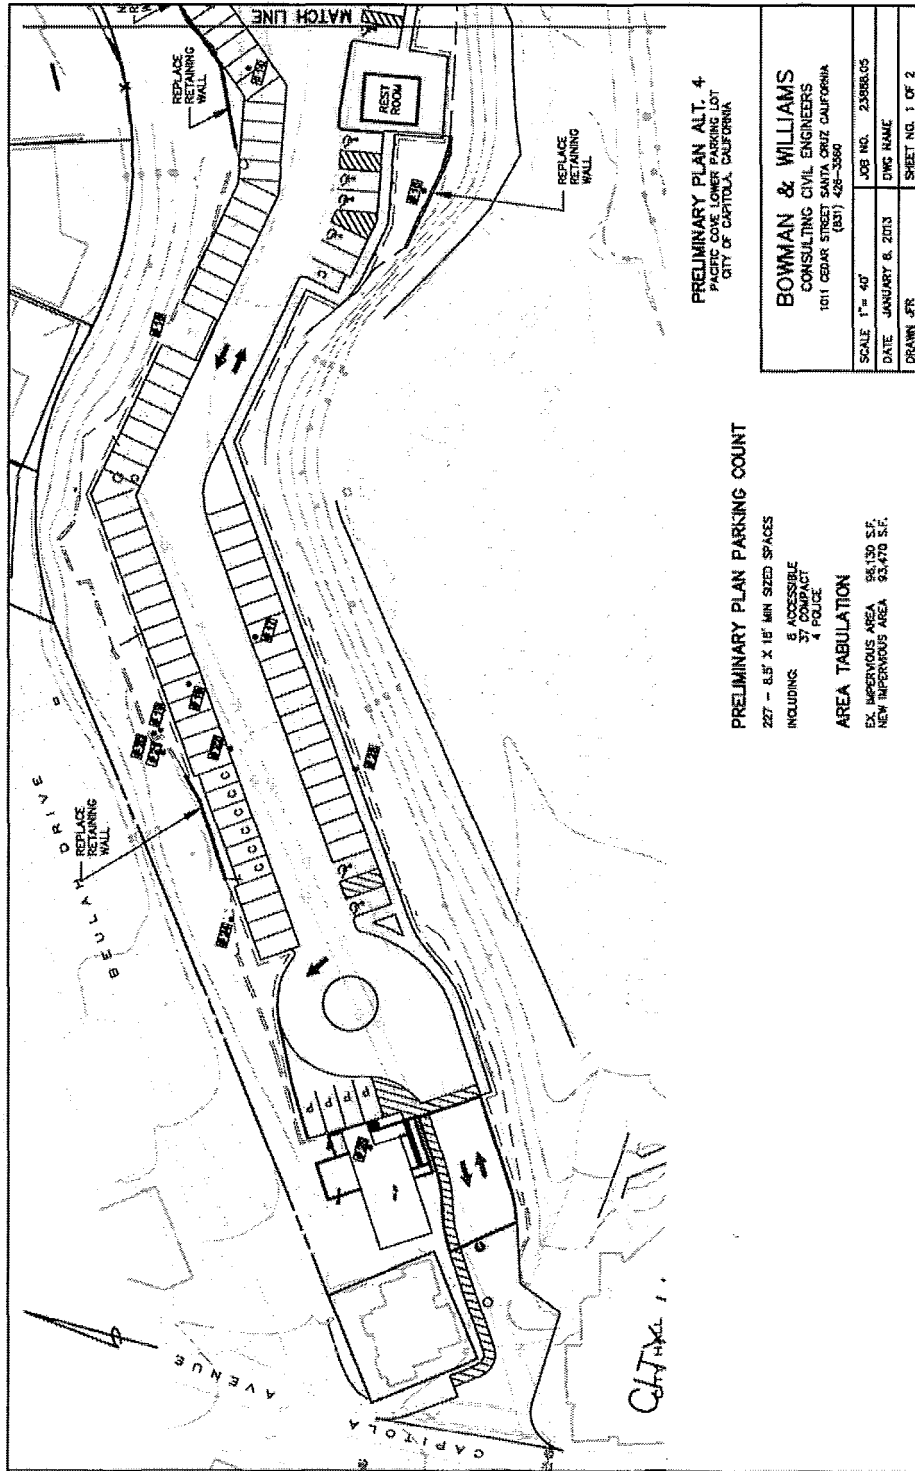 MATCH LINE
REPLACE
RETAINING
WALL
REST
ROOM
REPLACE
RETAINING
WALL
REPLACE
RETAINING
WALL
BEULAH DRIVE
CAPITOLA AVENUE
C
C
C
C
C
C
P
P
P
P
PRELIMINARY PLAN ALT. 4
PACIFIC COVE LOWER PARKING LOT
CITY OF CAPITOLA, CALIFORNIA
PRELIMINARY PLAN PARKING COUNT
227 - 8.5' X 18' MIN SIZED SPACES
INCLUDING:
8 ACCESSIBLE
37 COMPACT
4 POLICE
AREA TABULATION
EX. IMPERVIOUS AREA 98,130 S.F.
NEW IMPERVIOUS AREA 93,470 S.F.
BOWMAN & WILLIAMS
CONSULTING CIVIL ENGINEERS
1011 CEDAR STREET SANTA CRUZ CALIFORNIA
(831) 426-3560
SCALE 1"= 40'
JOB NO. 23888.05
DATE JANUARY 8, 2013
DWG NAME
DRAWN JFR
SHEET NO. 1 OF 2